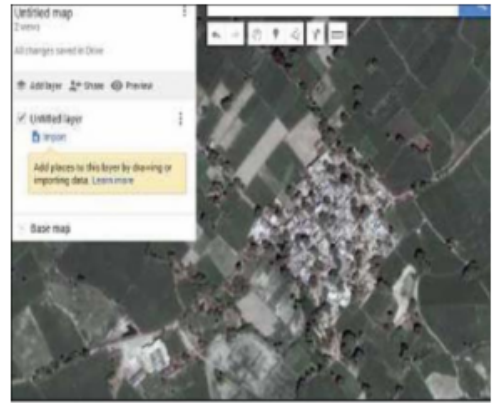 Untitled map
2 views
All changes saved in Drive
Add layer Share Preview
Untitled layer
Import
Add places to this layer by drawing or
importing data. Learn more
Base map